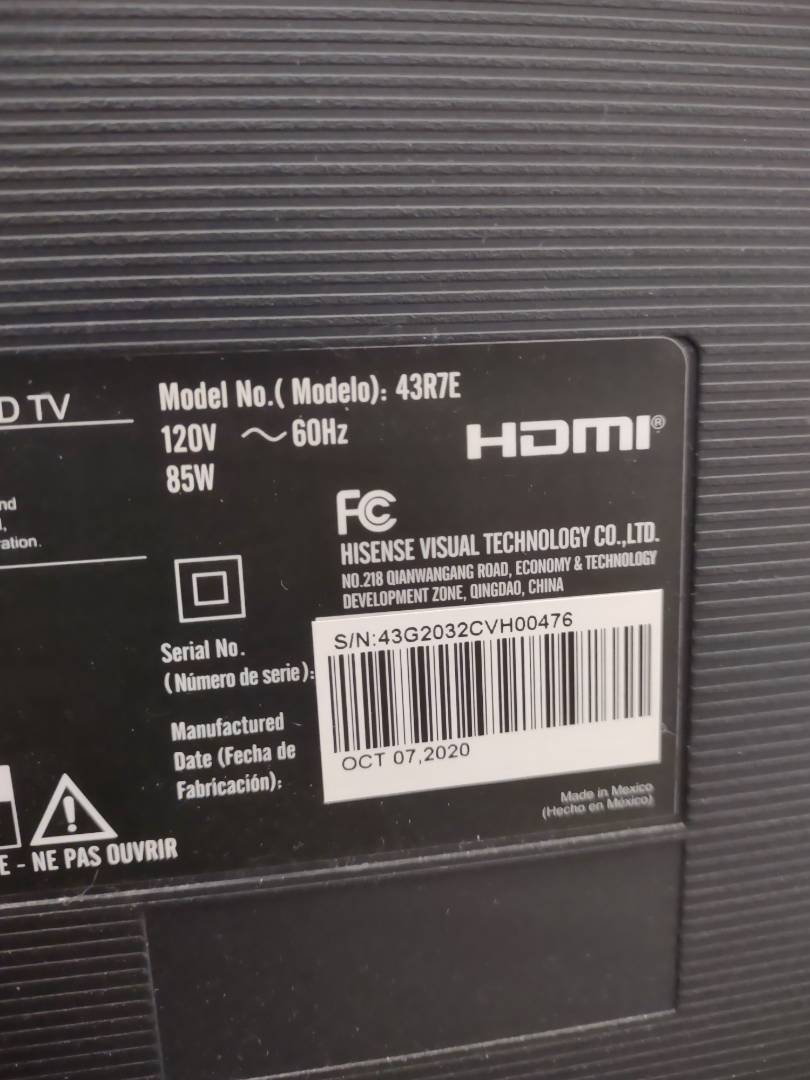 D TV
nd
ation.
Model No.( Modelo): 43R7E
120V ～60Hz
85W
HDMI®
FC
HISENSE VISUAL TECHNOLOGY CO.,LTD.
NO.218 QIANWANGANG ROAD, ECONOMY & TECHNOLOGY
DEVELOPMENT ZONE, QINGDAO, CHINA
Serial No.
(Número de serie):
S/N:43G2032CVH00476
Manufactured
Date (Fecha de
Fabricación):
OCT 07,2020
Made in Mexico
(Hecho en México)
!
E - NE PAS OUVRIR